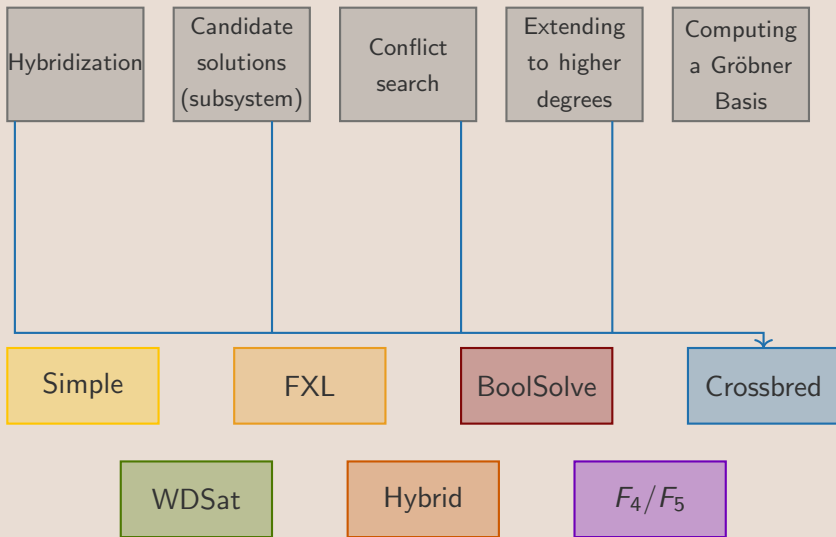 Hybridization
Candidate
solutions
(subsystem)
Conflict
search
Extending
to higher
degrees
Computing
a Gröbner
Basis
Simple
FXL
BoolSolve
Crossbred
WDSat
Hybrid
F₄/F₅